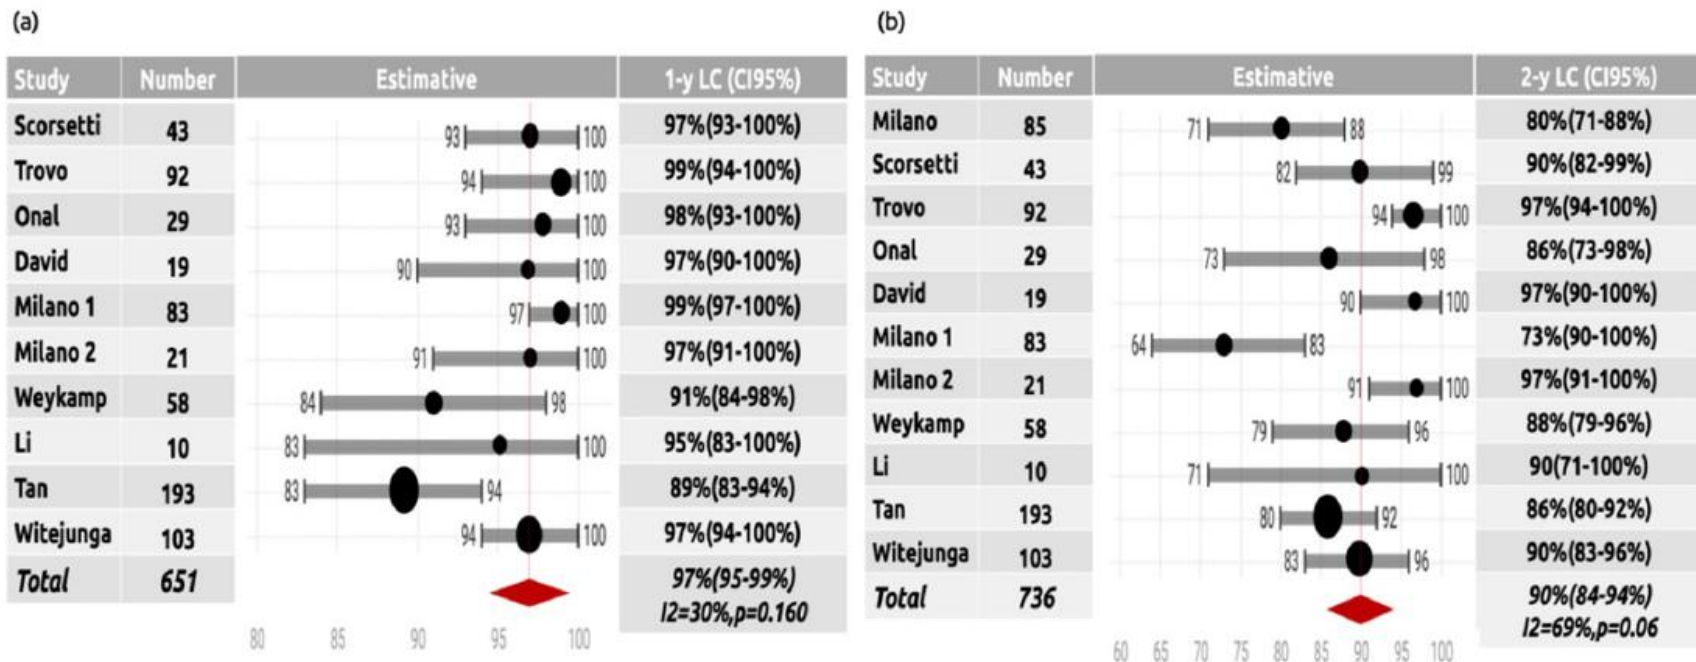 (a)
Study Number Estimative 1-y LC (CI95%)
Scorsetti 43 93 100 97%(93-100%)
Trovo 92 94 100 99%(94-100%)
Onal 29 93 100 98%(93-100%)
David 19 90 100 97%(90-100%)
Milano 1 83 97 100 99%(97-100%)
Milano 2 21 91 100 97%(91-100%)
Weykamp 58 84 98 91%(84-98%)
Li 10 83 100 95%(83-100%)
Tan 193 83 94 89%(83-94%)
Witejunga 103 94 100 97%(94-100%)
Total 651 97%(95-99%)
I2=30%,p=0.160
80 85 90 95 100
(b)
Study Number Estimative 2-y LC (CI95%)
Milano 85 71 88 80%(71-88%)
Scorsetti 43 82 99 90%(82-99%)
Trovo 92 94 100 97%(94-100%)
Onal 29 73 98 86%(73-98%)
David 19 90 100 97%(90-100%)
Milano 1 83 64 83 73%(90-100%)
Milano 2 21 91 100 97%(91-100%)
Weykamp 58 79 96 88%(79-96%)
Li 10 71 100 90(71-100%)
Tan 193 80 92 86%(80-92%)
Witejunga 103 83 96 90%(83-96%)
Total 736 90%(84-94%)
I2=69%,p=0.06
60 65 70 75 80 85 90 95 100